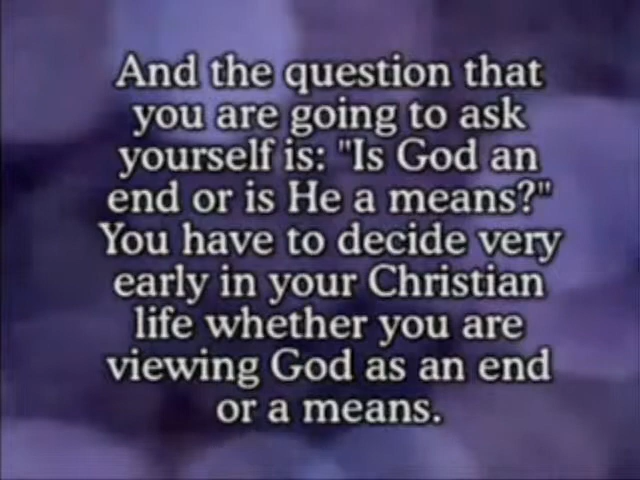 And the question that
you are going to ask
yourself is: "Is God an
end or is He a means?"
You have to decide very
early in your Christian
life whether you are
viewing God as an end
or a means.